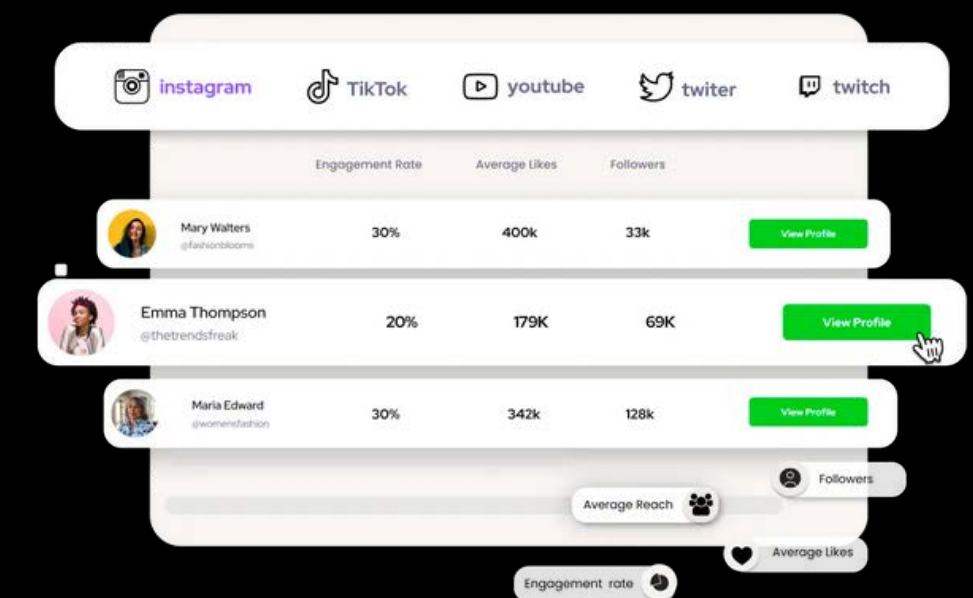 instagram TikTok youtube twiter twitch
Engagement Rate Average Likes Followers
Mary Walters
@fashionblooms
30% 400k 33k View Profile
Emma Thompson
@thetrendsfreak
20% 179K 69K View Profile
Maria Edward
@womensfashion
30% 342k 128k View Profile
Followers
Average Reach
Average Likes
Engagement rate